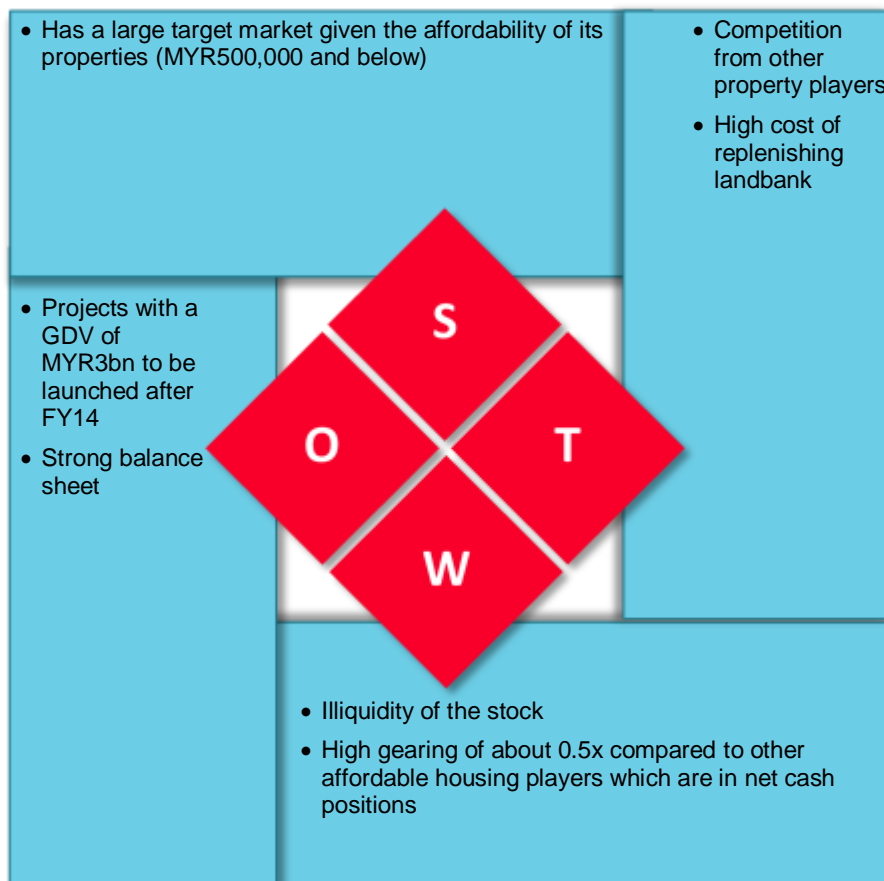 • Has a large target market given the affordability of its
properties (MYR500,000 and below)
• Competition
from other
property players
• High cost of
replenishing
landbank
• Projects with a
GDV of
MYR3bn to be
launched after
FY14
• Strong balance
sheet
S
O
T
W
• Illiquidity of the stock
• High gearing of about 0.5x compared to other
affordable housing players which are in net cash
positions